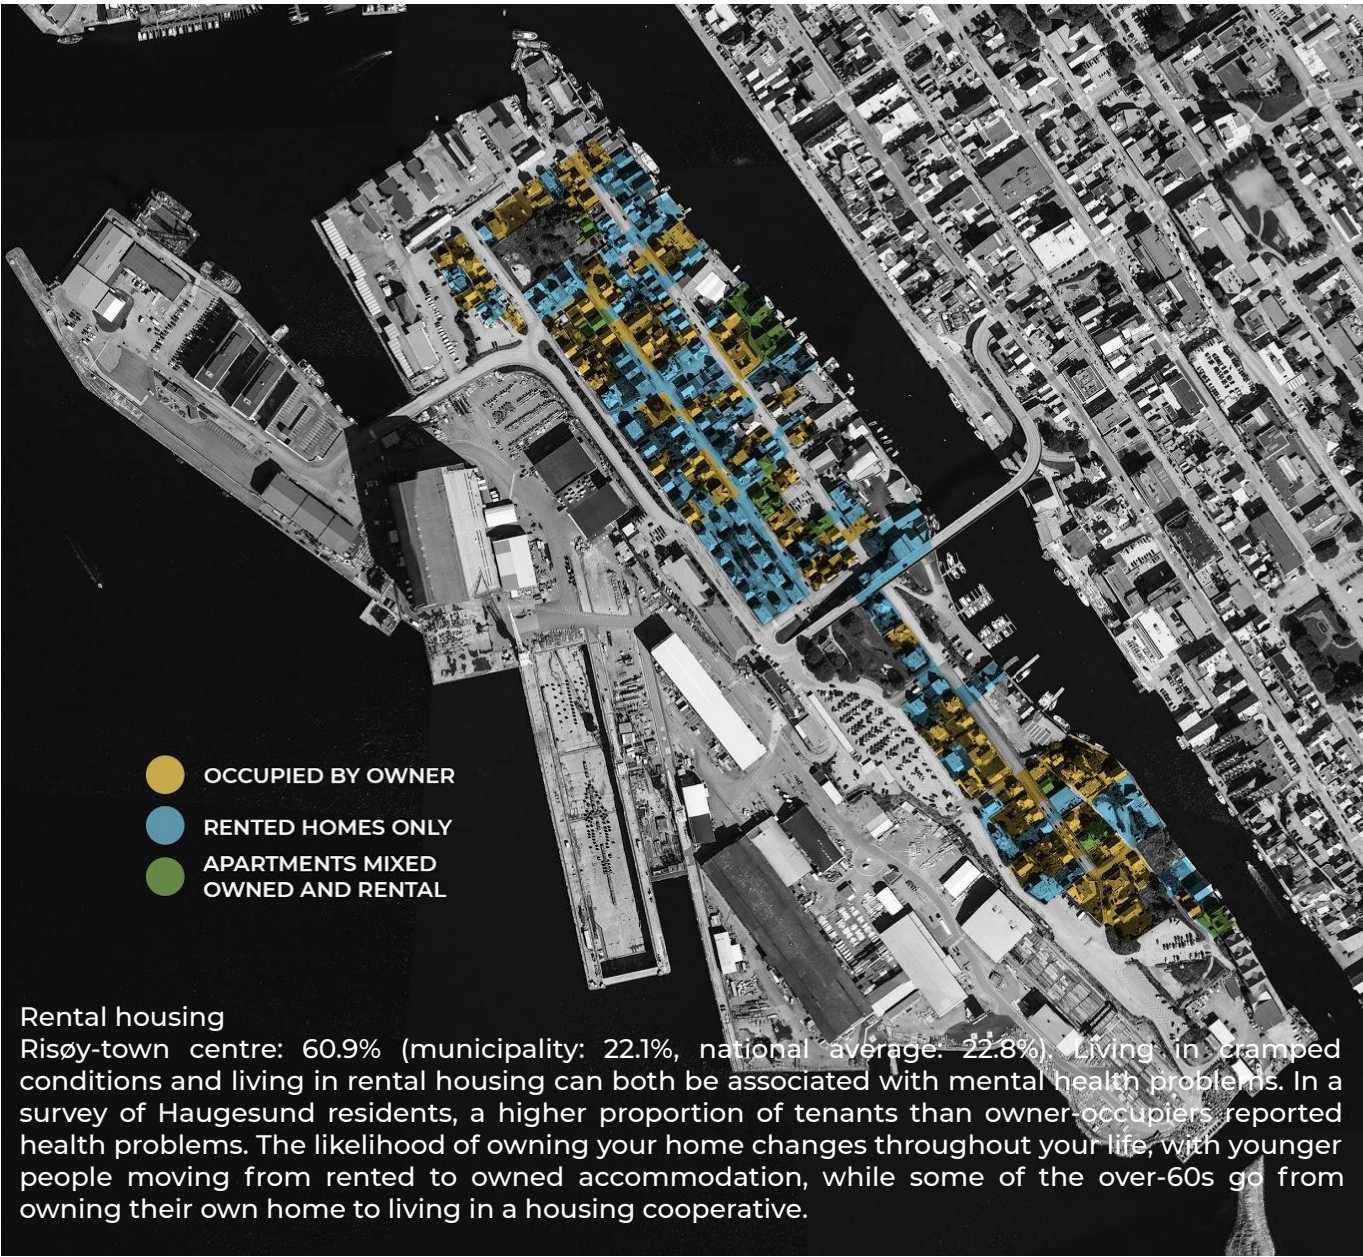 OCCUPIED BY OWNER
RENTED HOMES ONLY
APARTMENTS MIXED
OWNED AND RENTAL
Rental housing
Risøy-town centre: 60.9% (municipality: 22.1%, national average: 22.8%). Living in cramped
conditions and living in rental housing can both be associated with mental health problems. In a
survey of Haugesund residents, a higher proportion of tenants than owner-occupiers reported
health problems. The likelihood of owning your home changes throughout your life, with younger
people moving from rented to owned accommodation, while some of the over-60s go from
owning their own home to living in a housing cooperative.